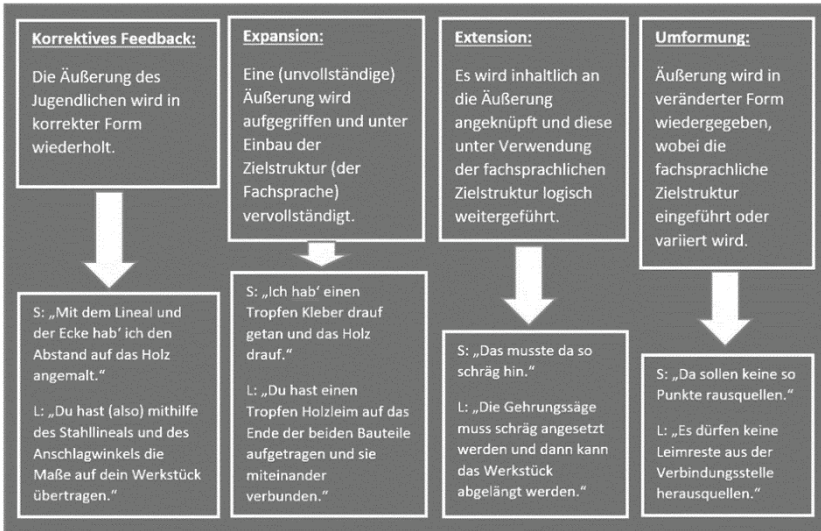 Korrektives Feedback:
Die Äußerung des
Jugendlichen wird in
korrekter Form
wiederholt.
S: „Mit dem Lineal und
der Ecke hab‘ ich den
Abstand auf das Holz
angemalt.“
L: „Du hast (also) mithilfe
des Stahllineals und des
Anschlagwinkels die
Maße auf dein Werkstück
übertragen.“
Expansion:
Eine (unvollständige)
Äußerung wird
aufgegriffen und unter
Einbau der
Zielstruktur (der
Fachsprache)
vervollständigt.
S: „Ich hab‘ einen
Tropfen Kleber drauf
getan und das Holz
drauf.“
L: „Du hast einen
Tropfen Holzleim auf das
Ende der beiden Bauteile
aufgetragen und sie
miteinander
verbunden.“
Extension:
Es wird inhaltlich an
die Äußerung
angeknüpft und diese
unter Verwendung
der fachsprachlichen
Zielstruktur logisch
weitergeführt.
S: „Das musste da so
schräg hin.“
L: „Die Gehrungssäge
muss schräg angesetzt
werden und dann kann
das Werkstück
abgelängt werden.“
Umformung:
Äußerung wird in
veränderter Form
wiedergegeben,
wobei die
fachsprachliche
Zielstruktur
eingeführt oder
variiert wird.
S: „Da sollen keine so
Punkte rausquellen.“
L: „Es dürfen keine
Leimreste aus der
Verbindungsstelle
herausquellen.“